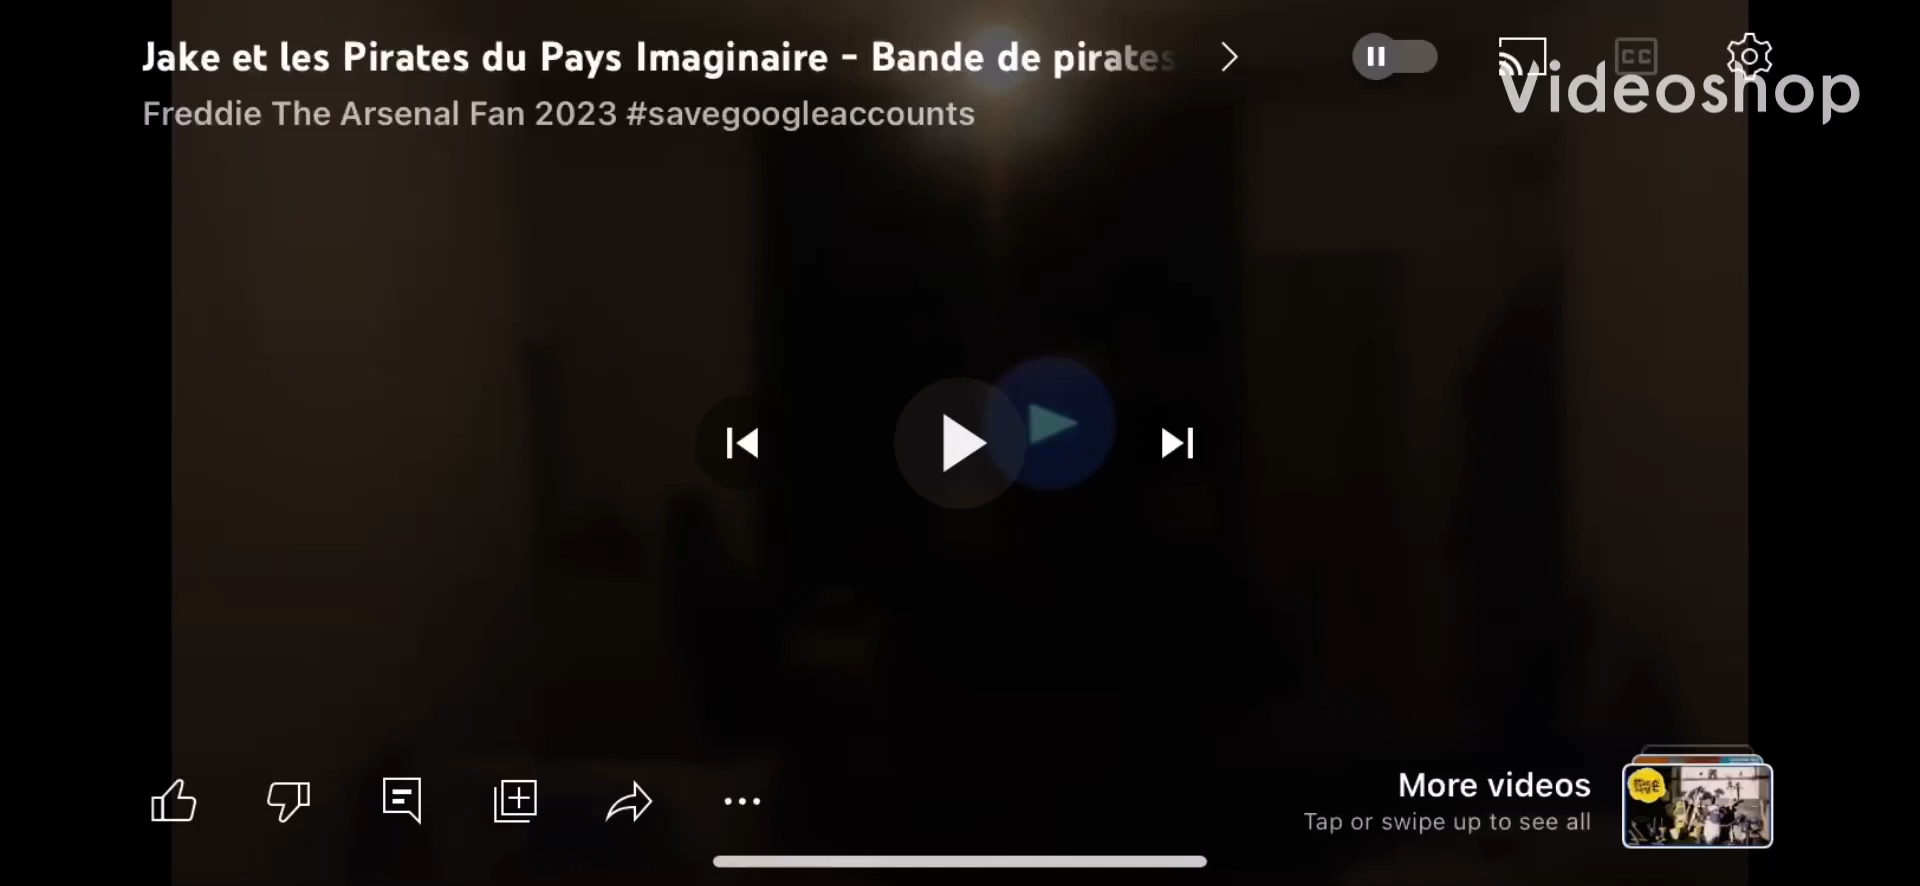 Jake et les Pirates du Pays Imaginaire - Bande de pirates
Freddie The Arsenal Fan 2023 #savegoogleaccounts
CC
Videoshop
More videos
Tap or swipe up to see all